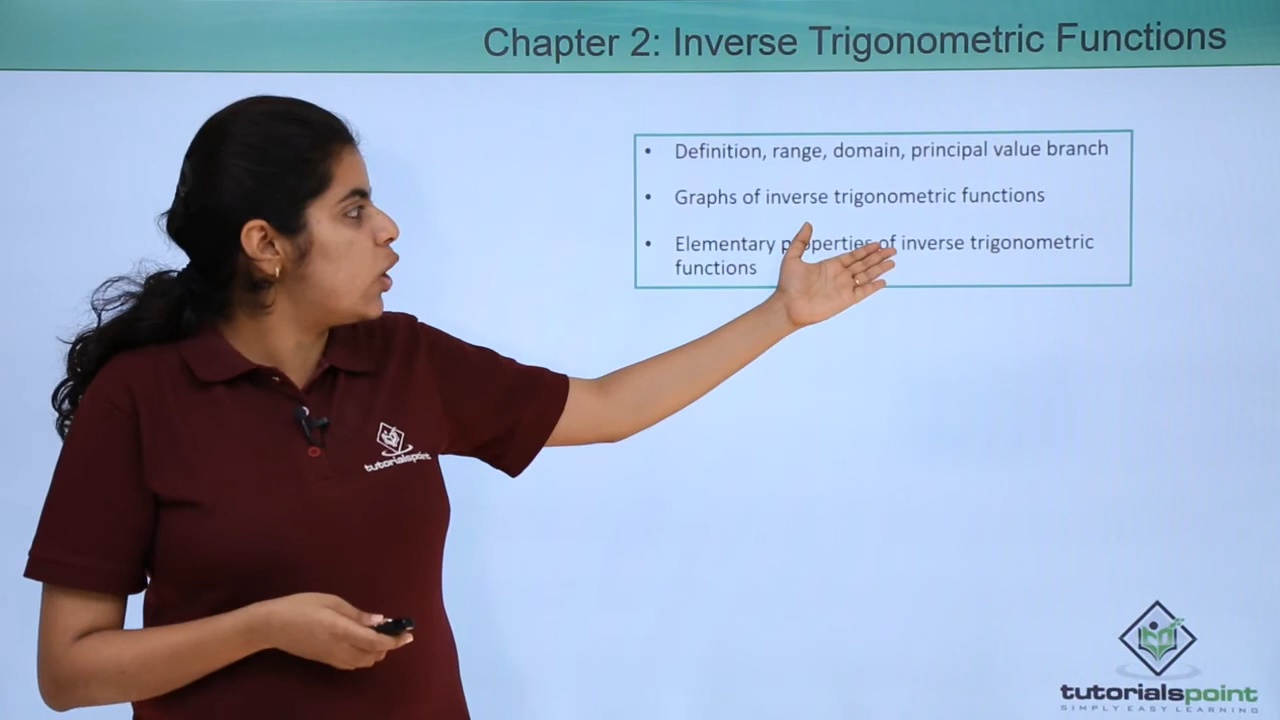 Chapter 2: Inverse Trigonometric Functions
• Definition, range, domain, principal value branch
• Graphs of inverse trigonometric functions
• Elementary properties of inverse trigonometric
functions
tutorialspoint
tutorialspoint
SIMPLY EASY LEARNING